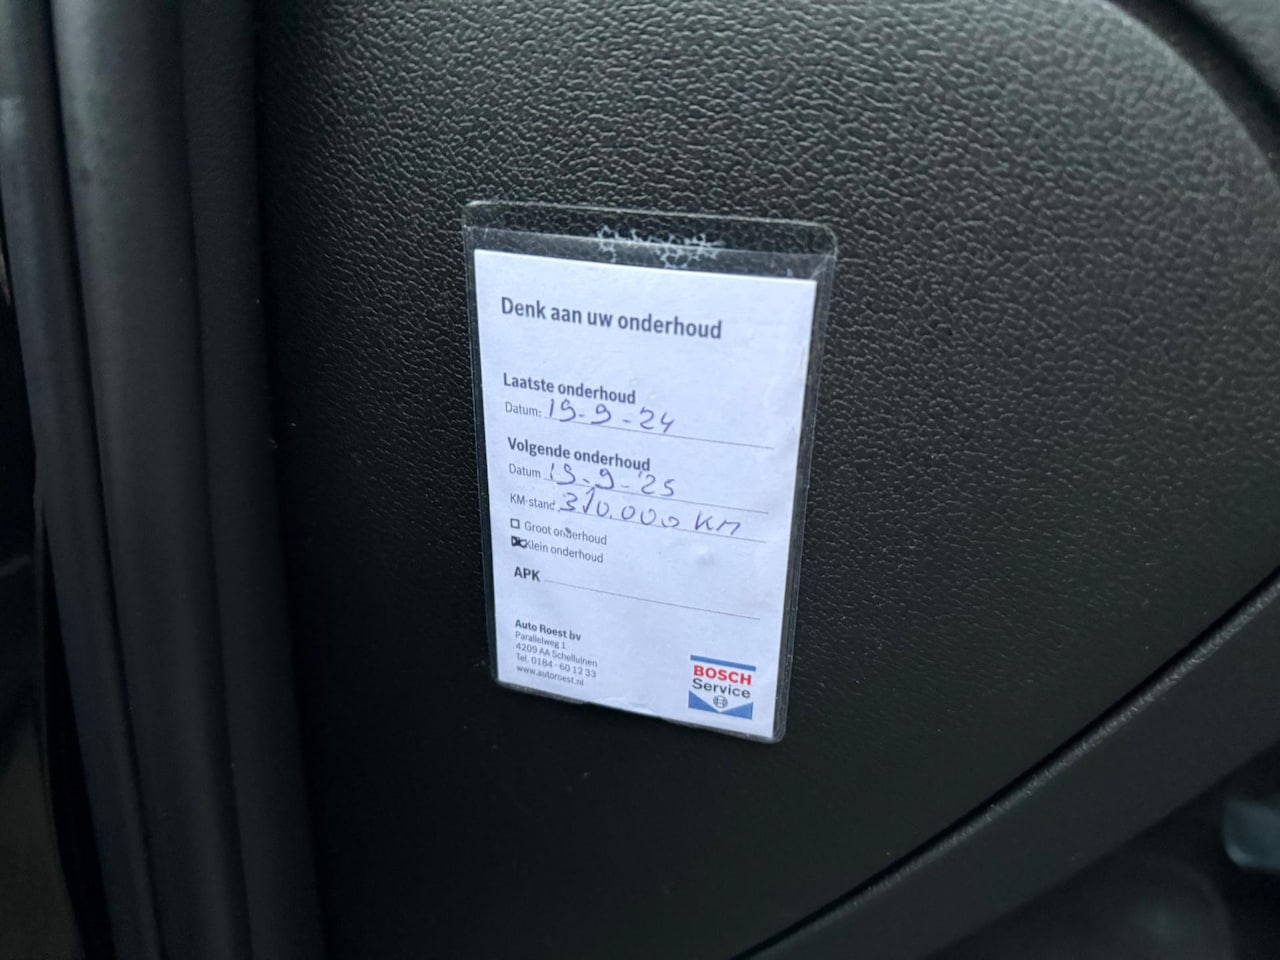 Denk aan uw onderhoud
Laatste onderhoud
Datum: 19-9-'24
Volgende onderhoud
Datum 19-9-'25
KM-stand 310.000 KM
Groot onderhoud
Klein onderhoud
APK
Auto Roest bv
Parallelweg 1
4209 AA Schelluinen
Tel. 0184 - 60 12 33
www.autoroest.nl
BOSCH
Service